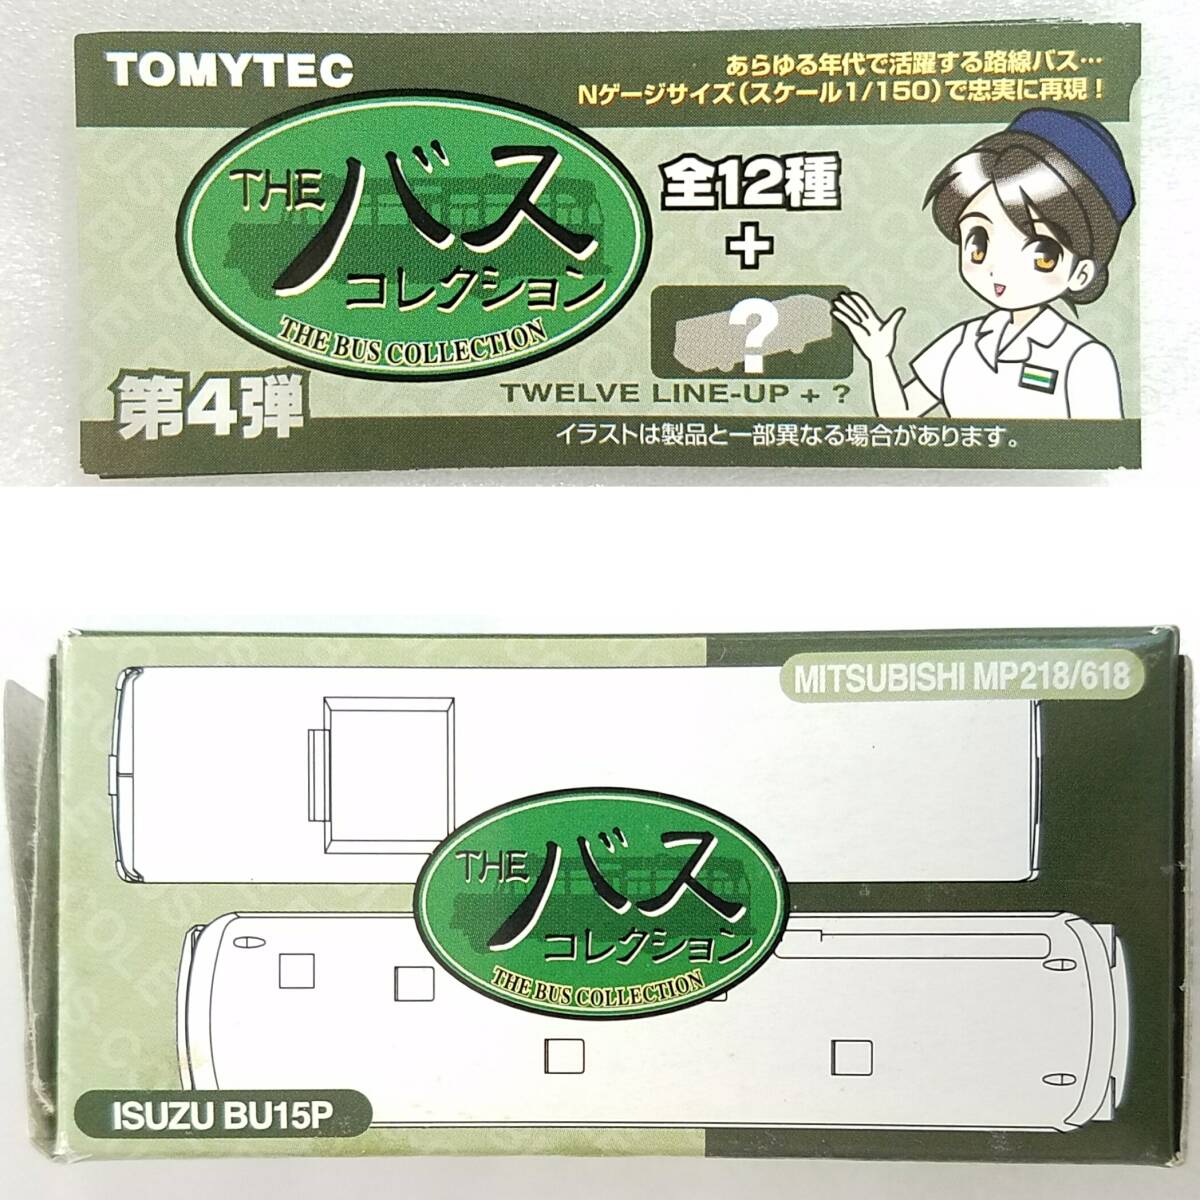 TOMYTEC
あらゆる年代で活躍する路線バス…
Nゲージサイズ(スケール1/150)で忠実に再現!
THE バス
コレクション
THE BUS COLLECTION
全12種
+
?
TWELVE LINE-UP + ?
第4弾
イラストは製品と一部異なる場合があります。
MITSUBISHI MP218/618
THE バス
コレクション
THE BUS COLLECTION
ISUZU BU15P